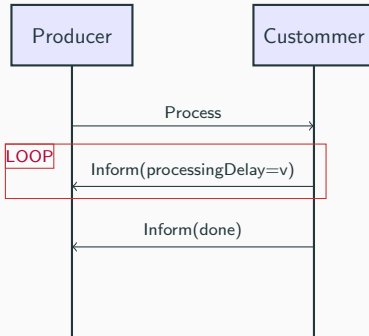 Producer
Custommer
Process
LOOP
Inform(processingDelay=v)
Inform(done)